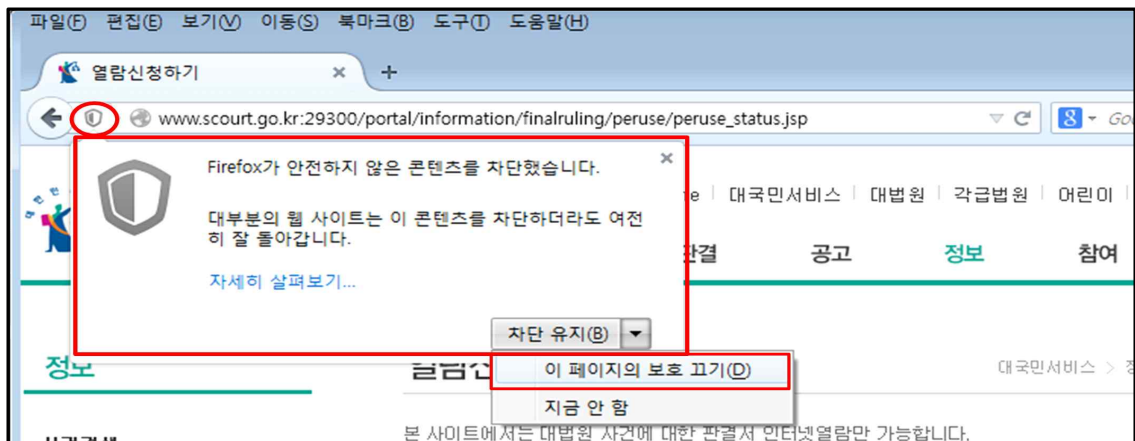 파일(F) 편집(E) 보기(V) 이동(S) 북마크(B) 도구(T) 도움말(H)
열람신청하기
www.scourt.go.kr:29300/portal/information/finalruling/peruse/peruse_status.jsp
Firefox가 안전하지 않은 콘텐츠를 차단했습니다.
대부분의 웹 사이트는 이 콘텐츠를 차단하더라도 여전
히 잘 돌아갑니다.
자세히 살펴보기...
대국민서비스 대법원 각급법원 어린이
공고 정보 참여
차단 유지(B)
이 페이지의 보호 끄기(D)
지금 안 함
정보
대국민서비스 >
본 사이트에서는 대법원 사건에 대한 판결서 인터넷열람만 가능합니다.